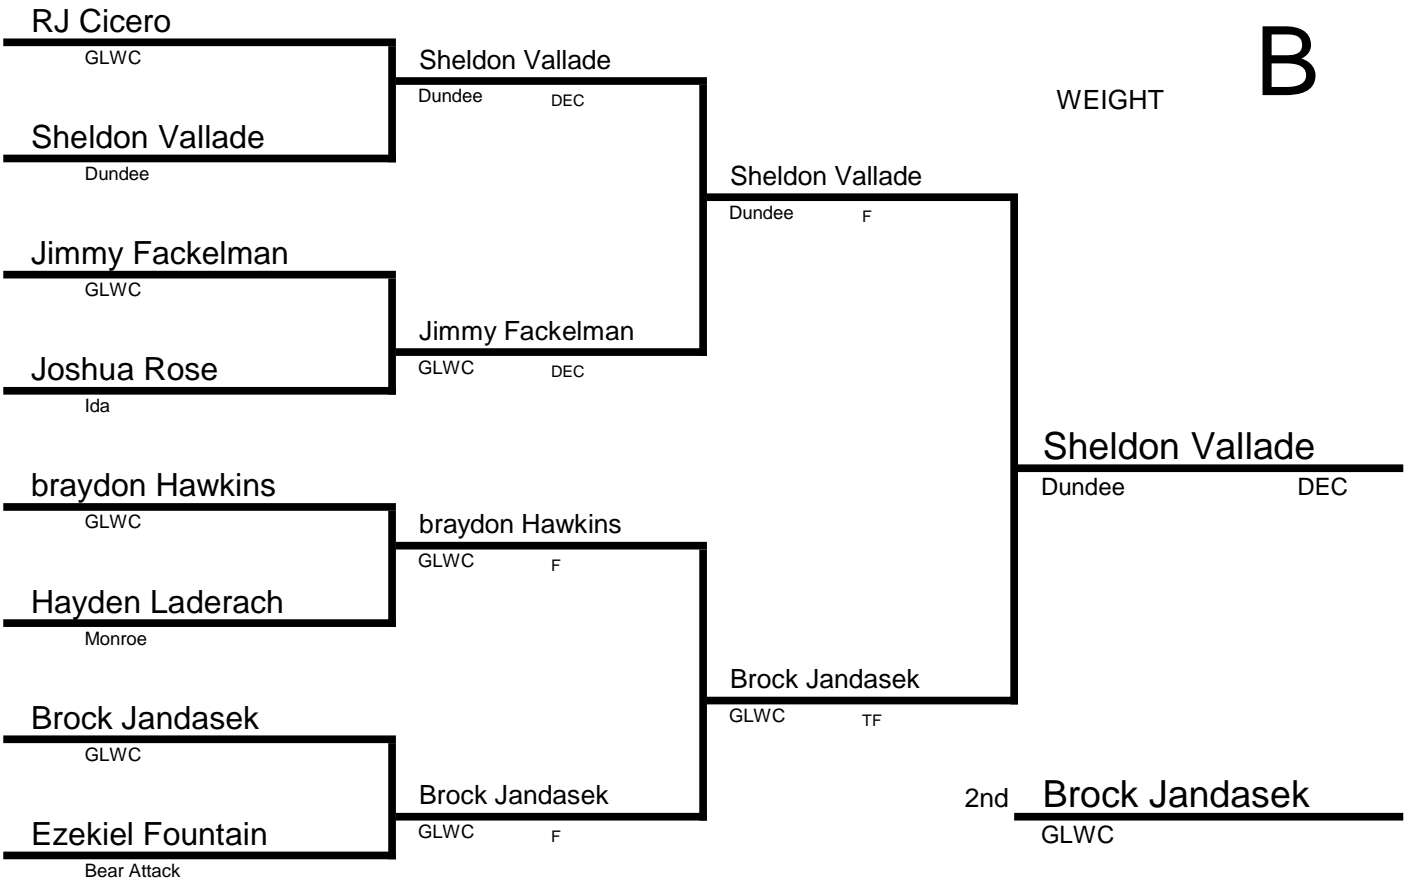 RJ Cicero
GLWC
Sheldon Vallade
Dundee DEC
B
WEIGHT
Sheldon Vallade
Dundee
Sheldon Vallade
Dundee F
Jimmy Fackelman
GLWC
Jimmy Fackelman
GLWC DEC
Joshua Rose
Ida
Sheldon Vallade
Dundee DEC
braydon Hawkins
GLWC
braydon Hawkins
GLWC F
Hayden Laderach
Monroe
Brock Jandasek
GLWC TF
Brock Jandasek
GLWC
Brock Jandasek
GLWC F
2nd Brock Jandasek
GLWC
Ezekiel Fountain
Bear Attack